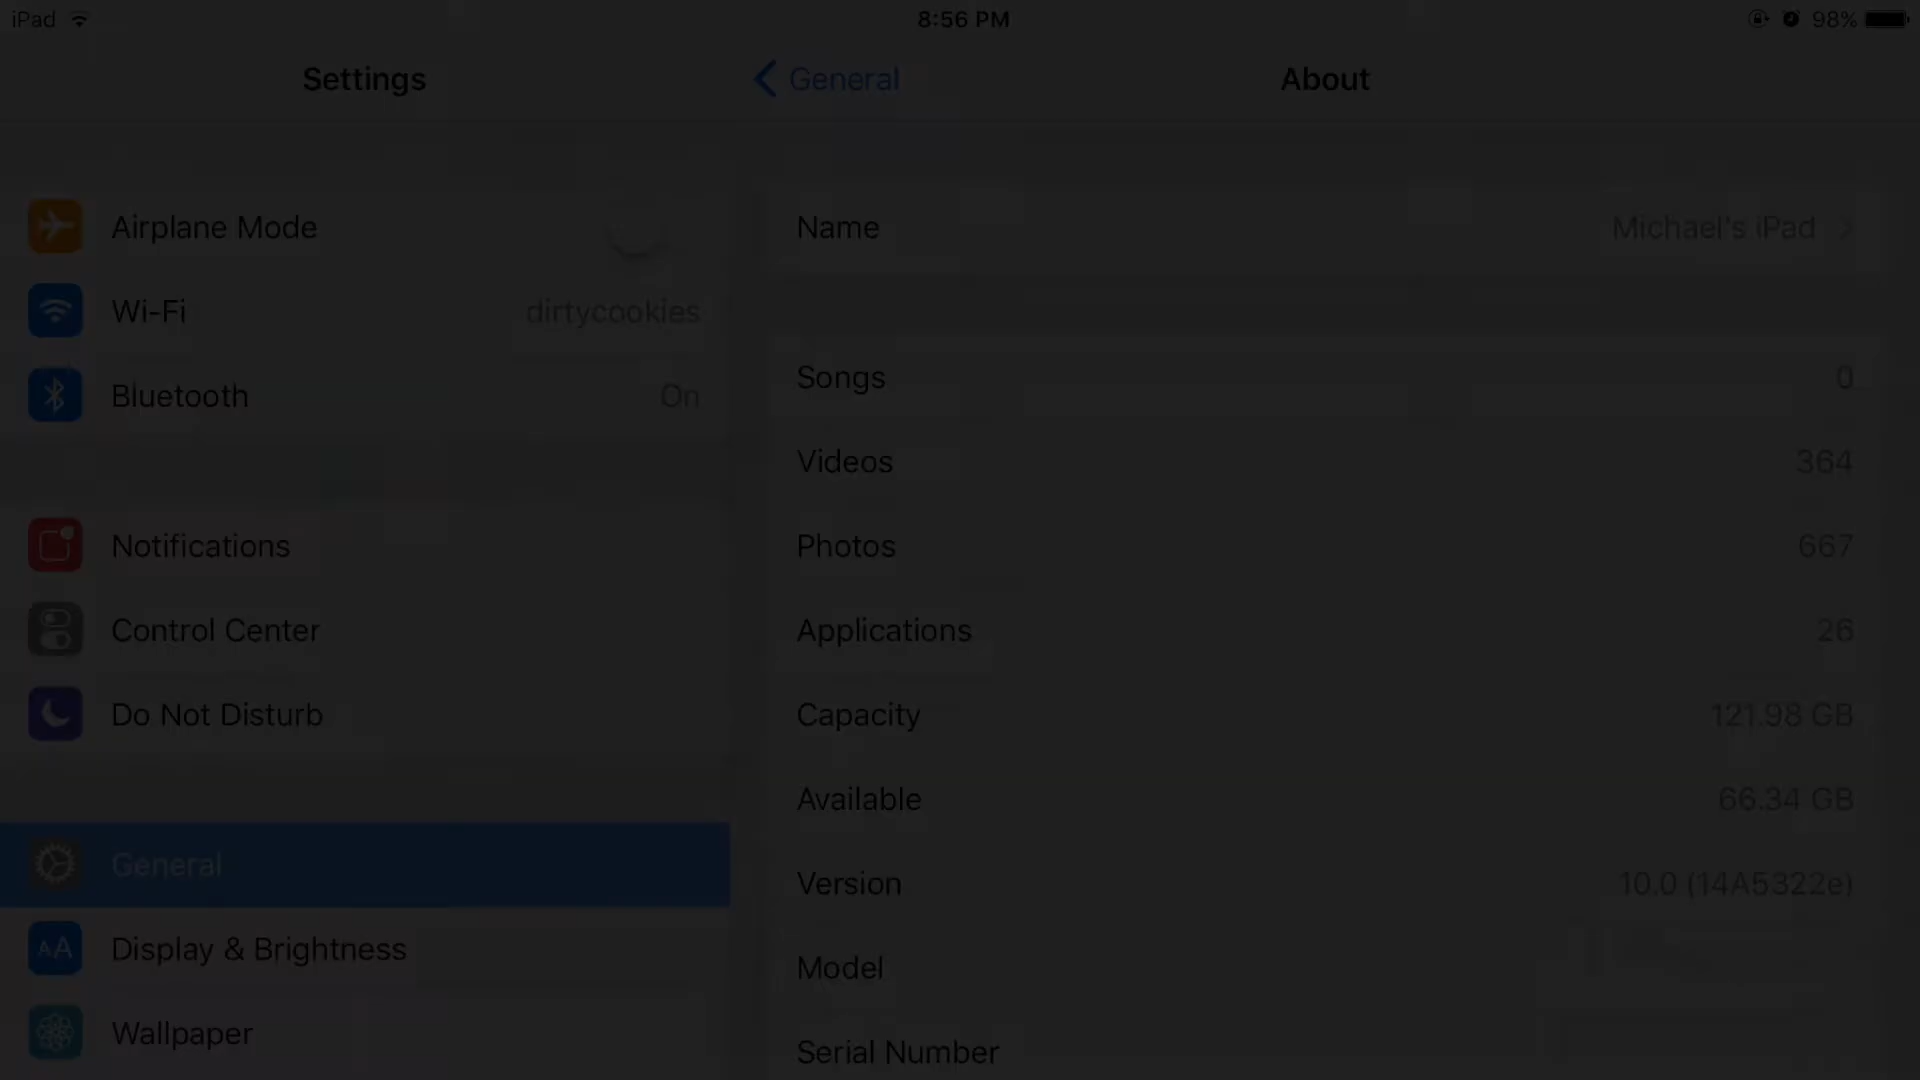 iPad
8:56 PM
98%
Settings
General
About
Airplane Mode
Wi-Fi
dirtycookies
Bluetooth
On
Notifications
Control Center
Do Not Disturb
General
AA
Display & Brightness
Wallpaper
Name
Michael's iPad
Songs
0
Videos
364
Photos
667
Applications
26
Capacity
121.98 GB
Available
66.34 GB
Version
10.0 (14A5322e)
Model
Serial Number